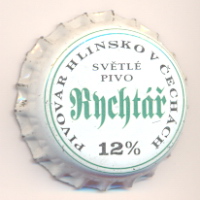 PIVOVAR HLINSKO V ČECHÁCH
SVĚTLÉ
PIVO
Rychtář
12%